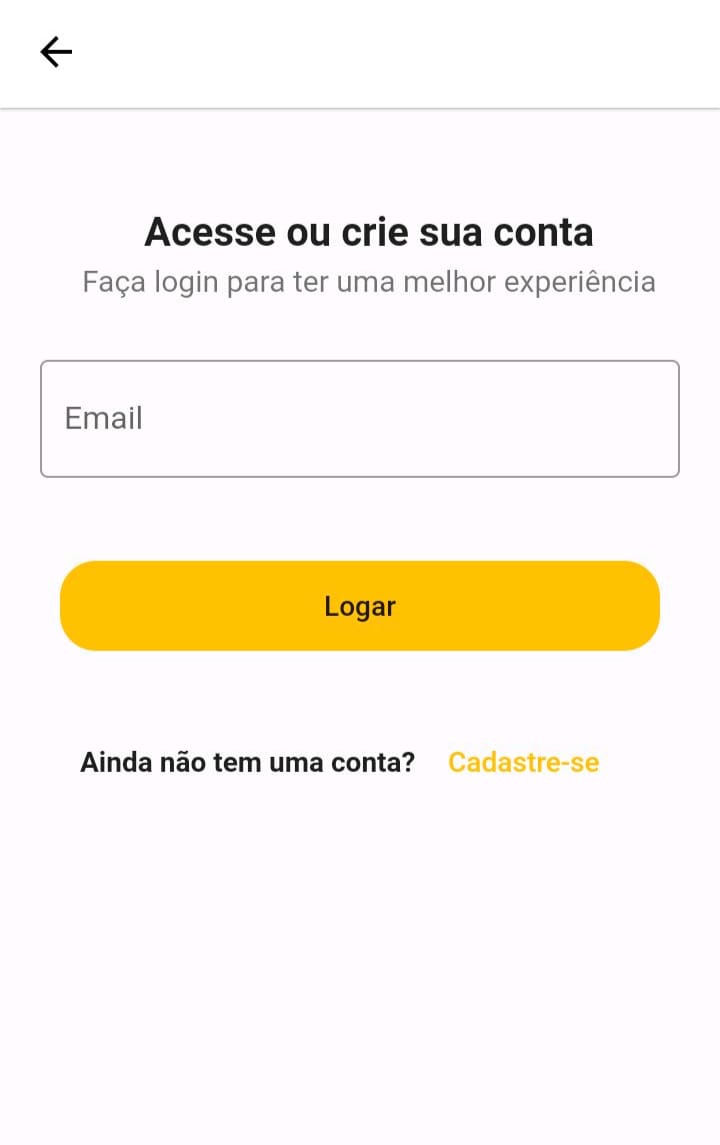 Acesse ou crie sua conta
Faça login para ter uma melhor experiência
Email
Logar
Ainda não tem uma conta? Cadastre-se